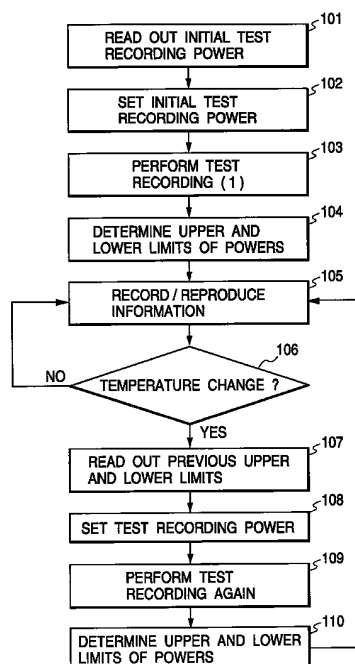 101
READ OUT INITIAL TEST
RECORDING POWER
102
SET INITIAL TEST
RECORDING POWER
103
PERFORM TEST
RECORDING (1)
104
DETERMINE UPPER AND
LOWER LIMITS OF POWERS
105
RECORD / REPRODUCE
INFORMATION
106
TEMPERATURE CHANGE ?
NO
YES
107
READ OUT PREVIOUS UPPER
AND LOWER LIMITS
108
SET TEST RECORDING POWER
109
PERFORM TEST
RECORDING AGAIN
110
DETERMINE UPPER AND LOWER
LIMITS OF POWERS